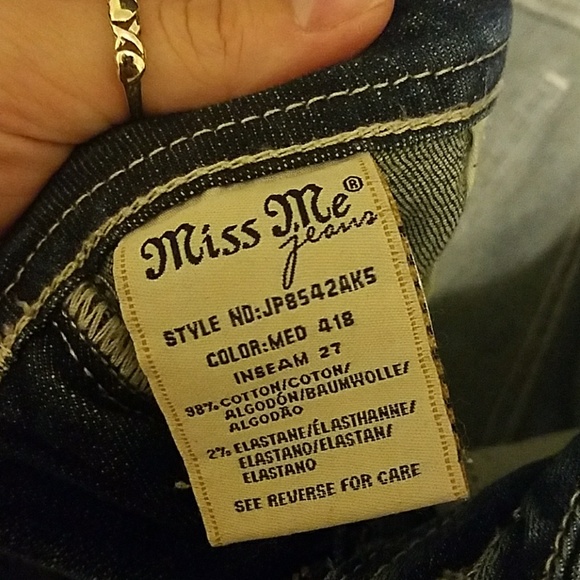 Miss Me®
jeans
STYLE NO:JP8542AK5
COLOR:MED 418
INSEAM 27
98% COTTON/COTON/
ALGODÓN/BAUMWOLLE/
ALGODÃO
2% ELASTANE/ÉLASTHANNE/
ELASTANO/ELASTAN/
ELASTANO
SEE REVERSE FOR CARE